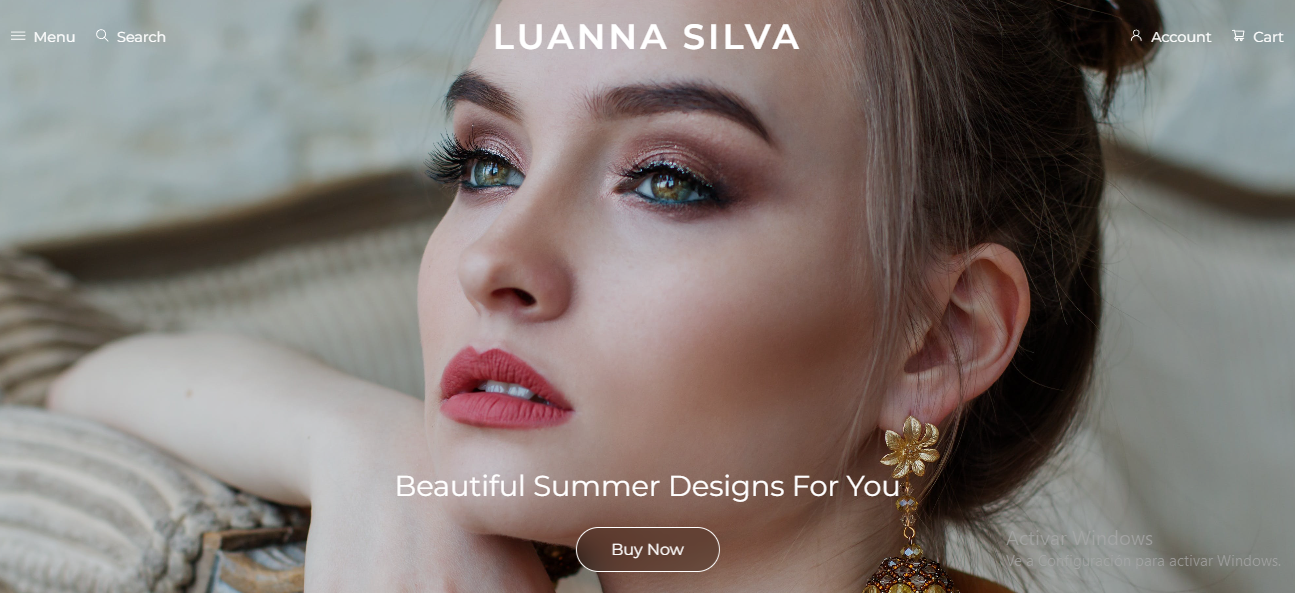 Menu
Search
LUANNA SILVA
Account
Cart
Beautiful Summer Designs For You
Buy Now
Activar Windows
Ve a Configuración para activar Windows.